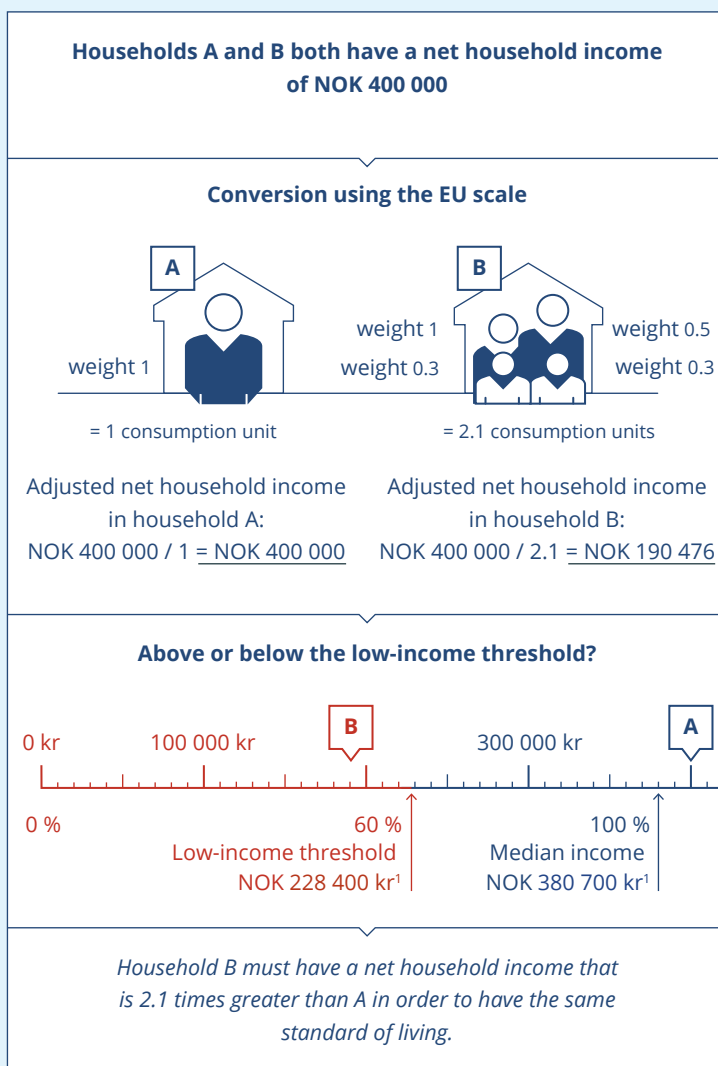 Households A and B both have a net household income
of NOK 400 000
Conversion using the EU scale
A
weight 1
= 1 consumption unit
Adjusted net household income
in household A:
NOK 400 000 / 1 = NOK 400 000
B
weight 1
weight 0.5
weight 0.3
weight 0.3
= 2.1 consumption units
Adjusted net household income
in household B:
NOK 400 000 / 2.1 = NOK 190 476
Above or below the low-income threshold?
0 kr
100 000 kr
B
300 000 kr
A
0 %
60 %
Low-income threshold
NOK 228 400 kr¹
100 %
Median income
NOK 380 700 kr¹
Household B must have a net household income that
is 2.1 times greater than A in order to have the same
standard of living.